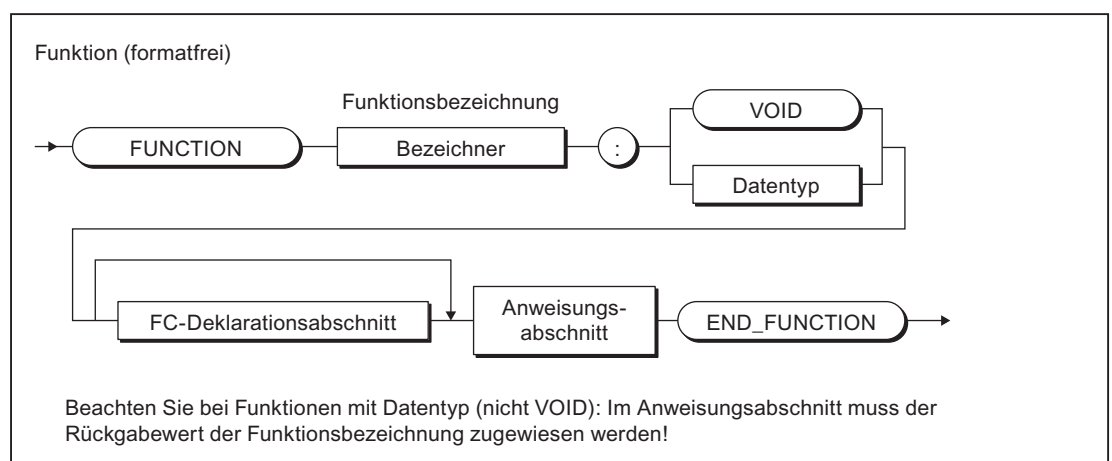 Funktion (formatfrei)
Funktionsbezeichnung
VOID
FUNCTION
Bezeichner
:
Datentyp
FC-Deklarationsabschnitt
Anweisungs-
abschnitt
END_FUNCTION
Beachten Sie bei Funktionen mit Datentyp (nicht VOID): Im Anweisungsabschnitt muss der
Rückgabewert der Funktionsbezeichnung zugewiesen werden!